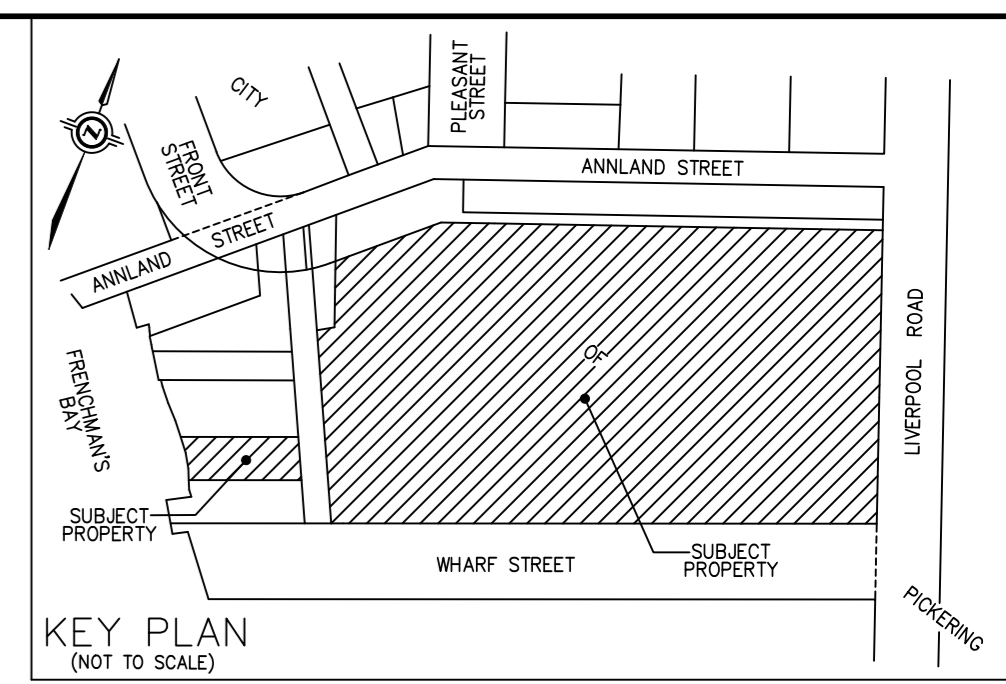 CITY
PLEASANT
STREET
FRONT
STREET
ANNLAND STREET
N
ANNLAND STREET
FRENCHMAN'S
BAY
OF
LIVERPOOL ROAD
SUBJECT
PROPERTY
WHARF STREET
SUBJECT
PROPERTY
PICKERING
KEY PLAN
(NOT TO SCALE)